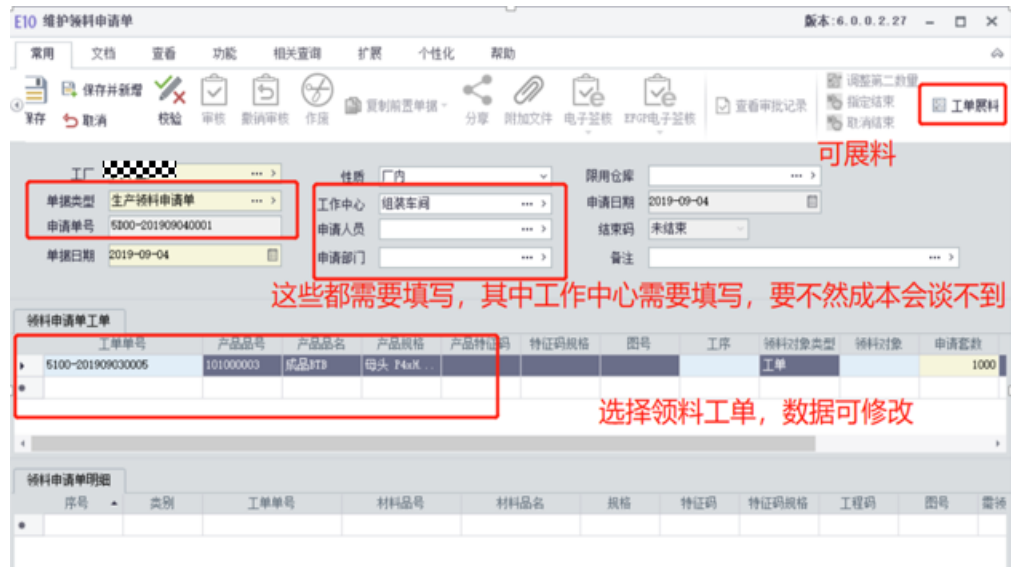 E10 维护领料申请单 版本:6.0.0.2.27
常用 文档 查看 功能 相关查询 扩展 个性化 帮助
保存 保存并新增 取消 校验 审核 撤销审核 作废 复制前置单据 分享 附加文件 电子签核 EFGP电子签核 查看审批记录 调整第二数量 指定结束 取消结束 工单展料
可展料
工厂 性质 厂内 限用仓库
单据类型 生产领料申请单 工作中心 组装车间 申请日期 2019-09-04
申请单号 5D00-201909040001 申请人员 结束码 未结束
单据日期 2019-09-04 申请部门 备注
这些都需要填写，其中工作中心需要填写，要不然成本会谈不到
领料申请单工单
工单单号 产品品号 产品品名 产品规格 产品特征码 特征码规格 图号 工序 领料对象类型 领料对象 申请套数
5100-201909030005 101000003 成品BTB 母头 P4xH... 工单 1000
选择领料工单，数据可修改
领料申请单明细
序号 类别 工单单号 材料品号 材料品名 规格 特征码 特征码规格 工程码 图号 需领